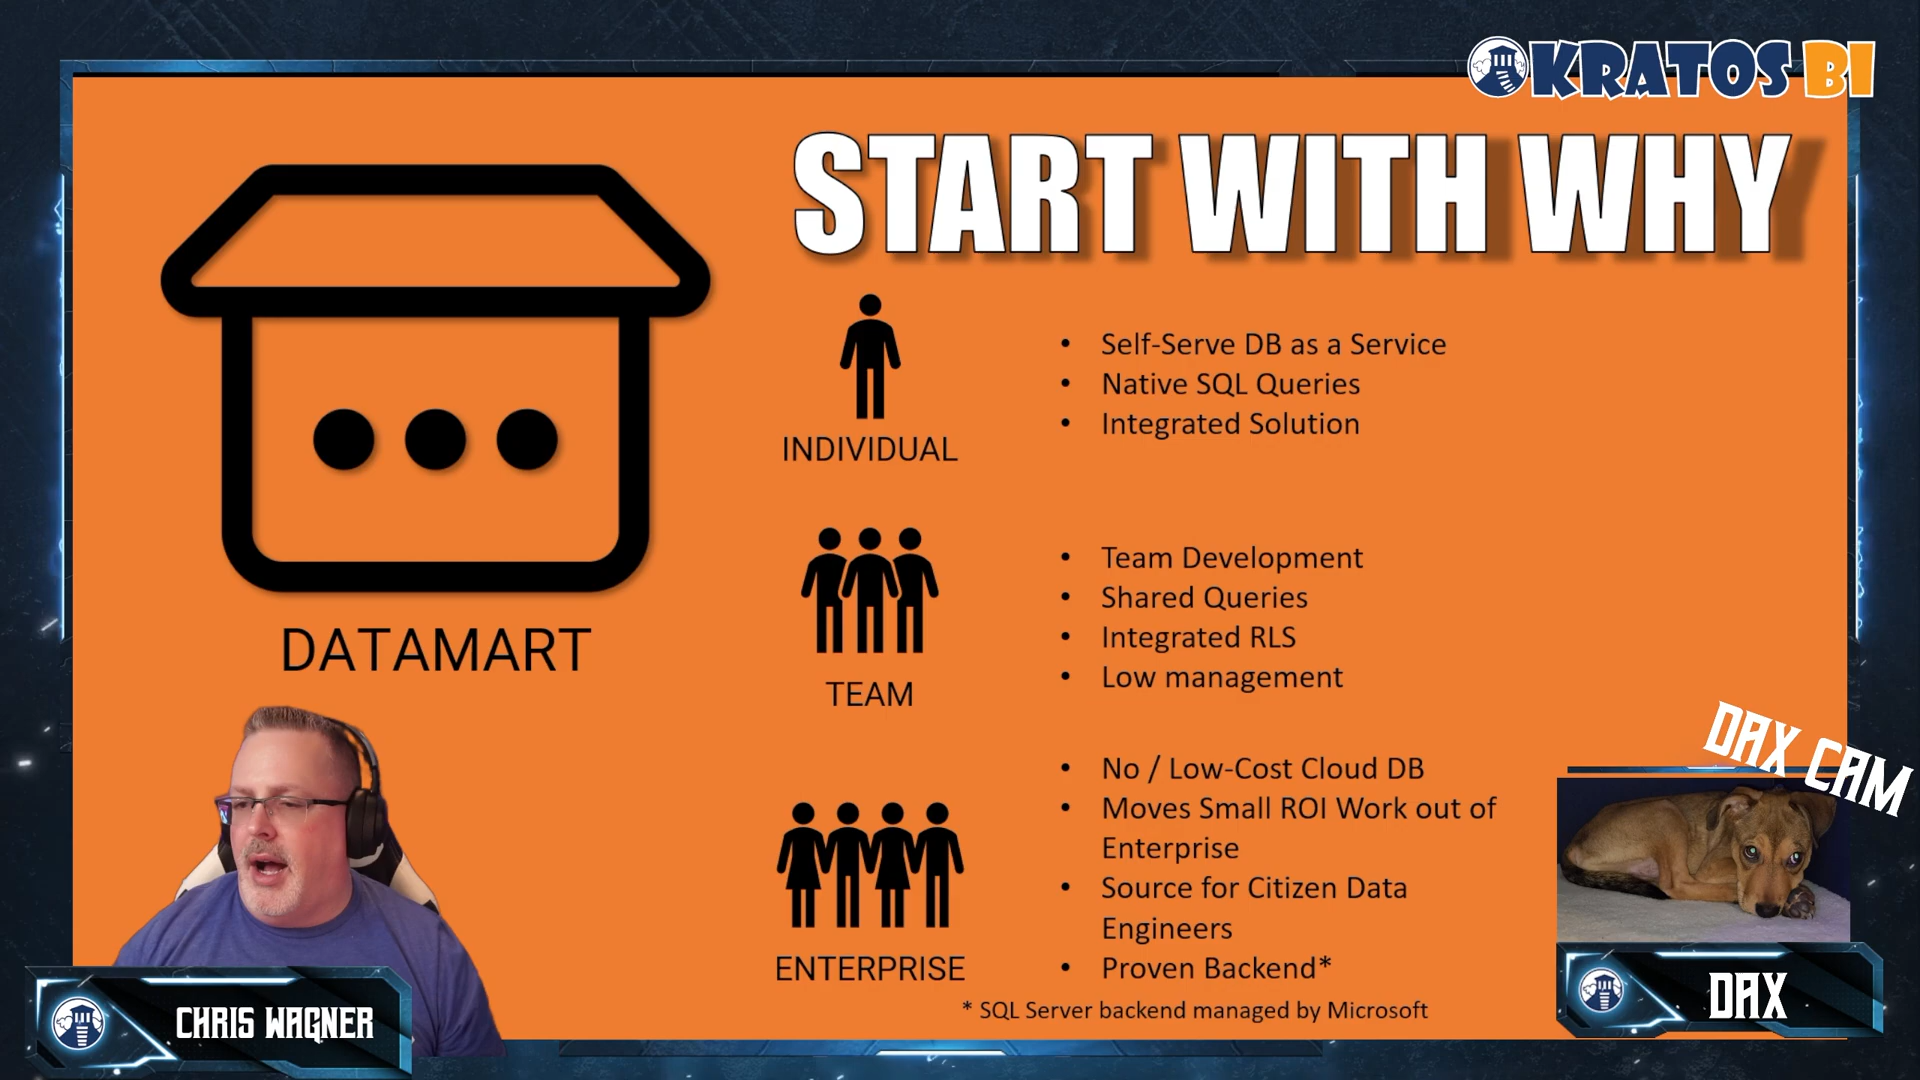 KRATOS BI
START WITH WHY
INDIVIDUAL
• Self-Serve DB as a Service
• Native SQL Queries
• Integrated Solution
TEAM
• Team Development
• Shared Queries
• Integrated RLS
• Low management
ENTERPRISE
• No / Low-Cost Cloud DB
• Moves Small ROI Work out of
Enterprise
• Source for Citizen Data
Engineers
• Proven Backend*
* SQL Server backend managed by Microsoft
DATAMART
CHRIS WAGNER
DAX CAM
DAX